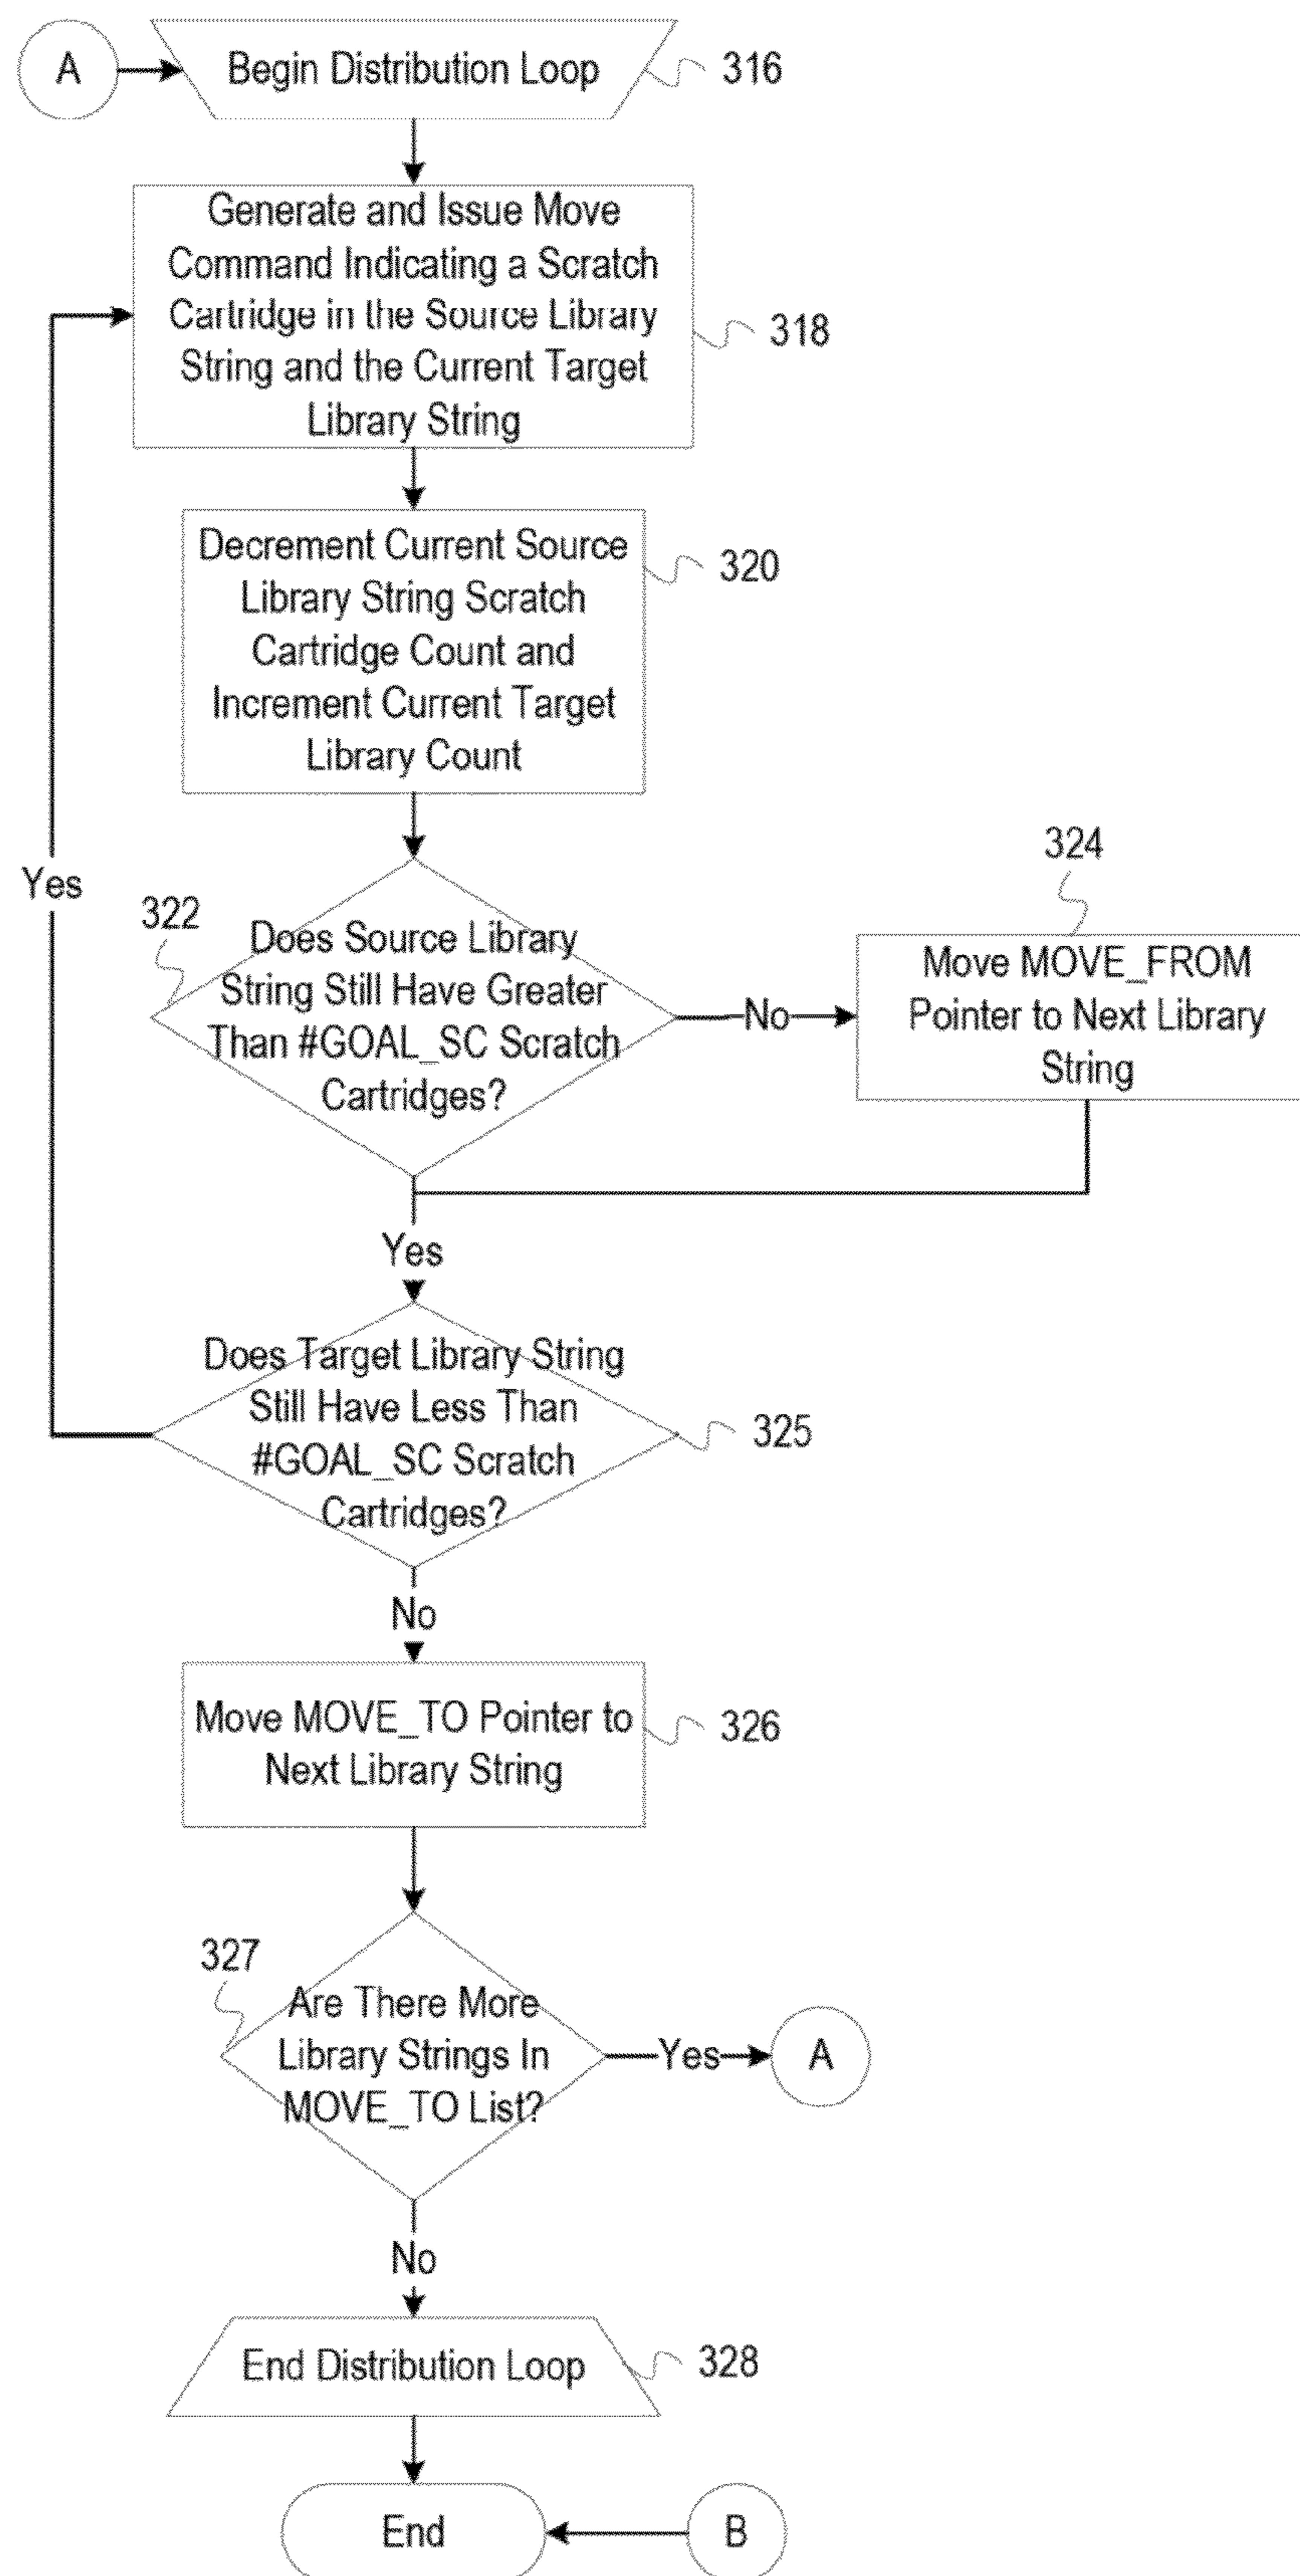 A
Begin Distribution Loop
316
Generate and Issue Move
Command Indicating a Scratch
Cartridge in the Source Library
String and the Current Target
Library String
318
Decrement Current Source
Library String Scratch
Cartridge Count and
Increment Current Target
Library Count
320
Yes
322
Does Source Library
String Still Have Greater
Than #GOAL_SC Scratch
Cartridges?
No
324
Move MOVE_FROM
Pointer to Next Library
String
Yes
Does Target Library String
Still Have Less Than
#GOAL_SC Scratch
Cartridges?
325
No
Move MOVE_TO Pointer to
Next Library String
326
327
Are There More
Library Strings In
MOVE_TO List?
Yes
A
No
End Distribution Loop
328
End
B